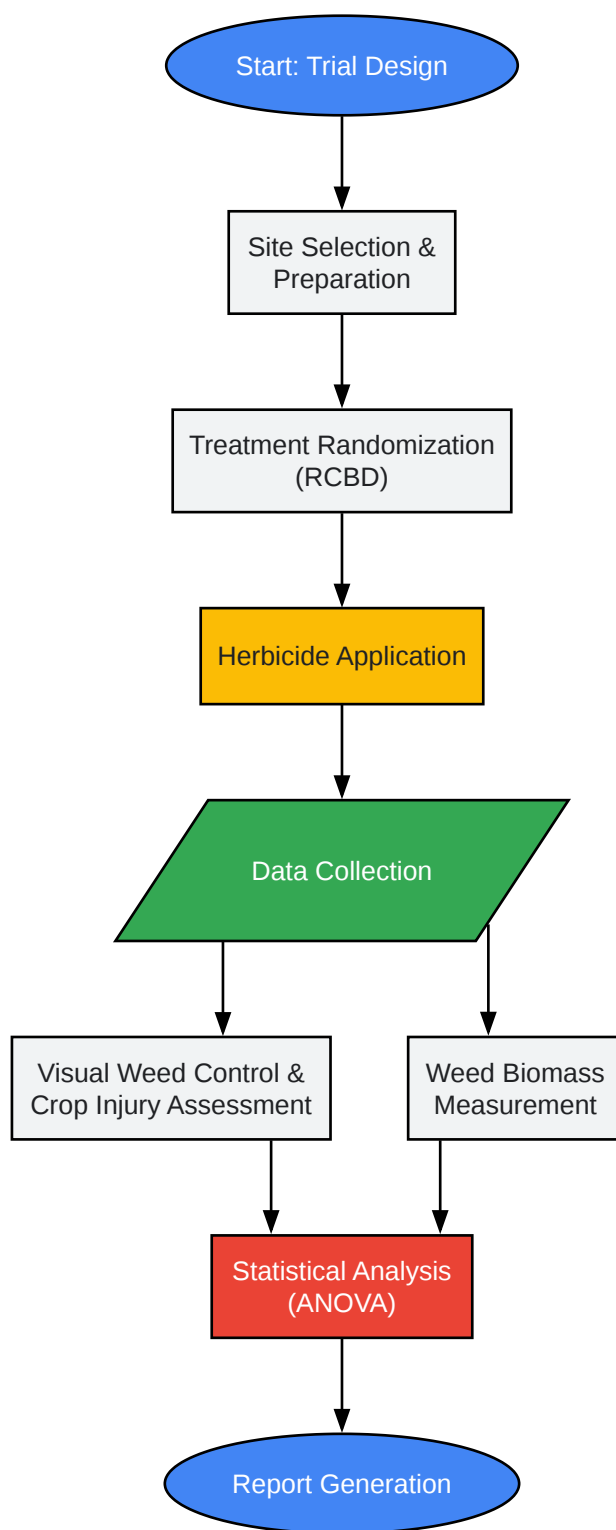 Start: Trial Design
Site Selection &
Preparation
Treatment Randomization
(RCBD)
Herbicide Application
Data Collection
Visual Weed Control &
Crop Injury Assessment
Weed Biomass
Measurement
Statistical Analysis
(ANOVA)
Report Generation